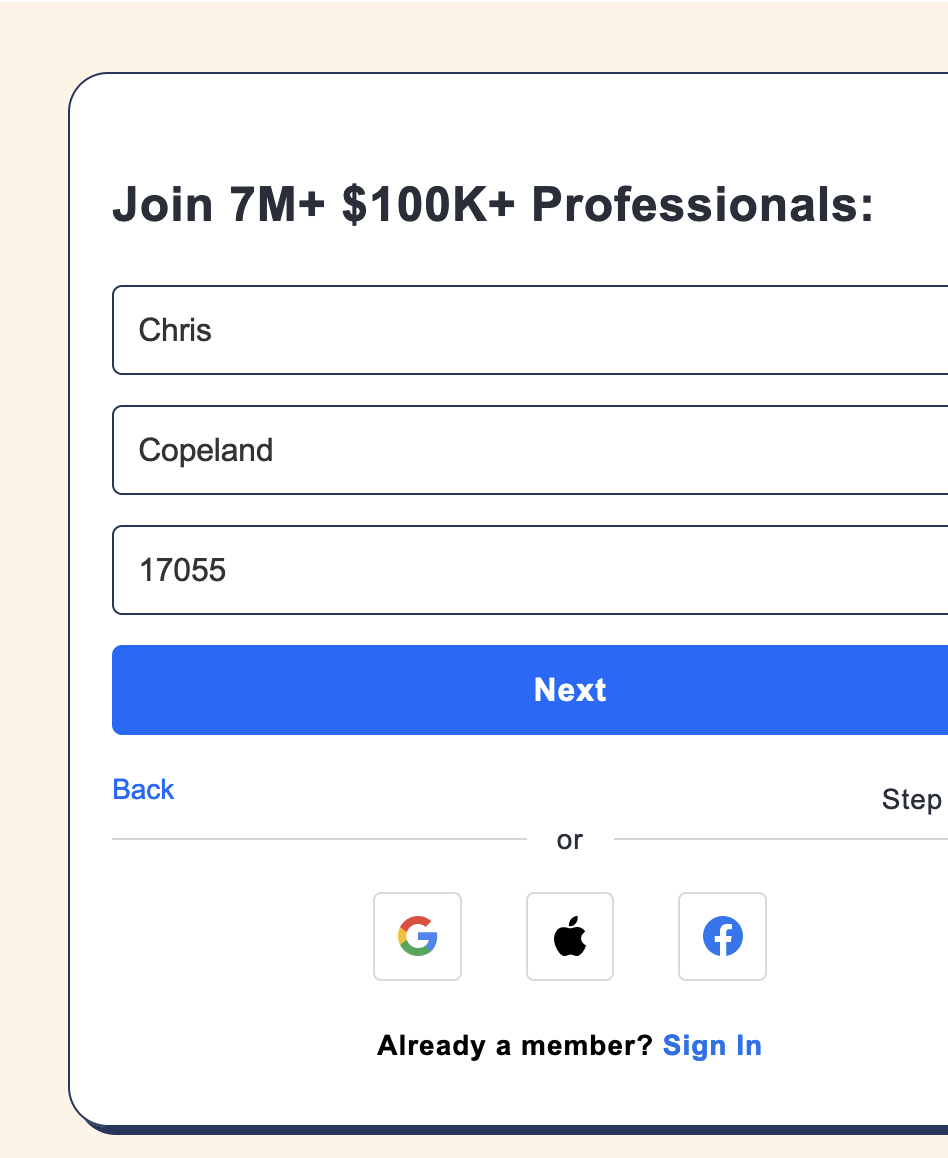 Join 7M+ $100K+ Professionals:
Chris
Copeland
17055
Next
Back
Step
or
Already a member? Sign In